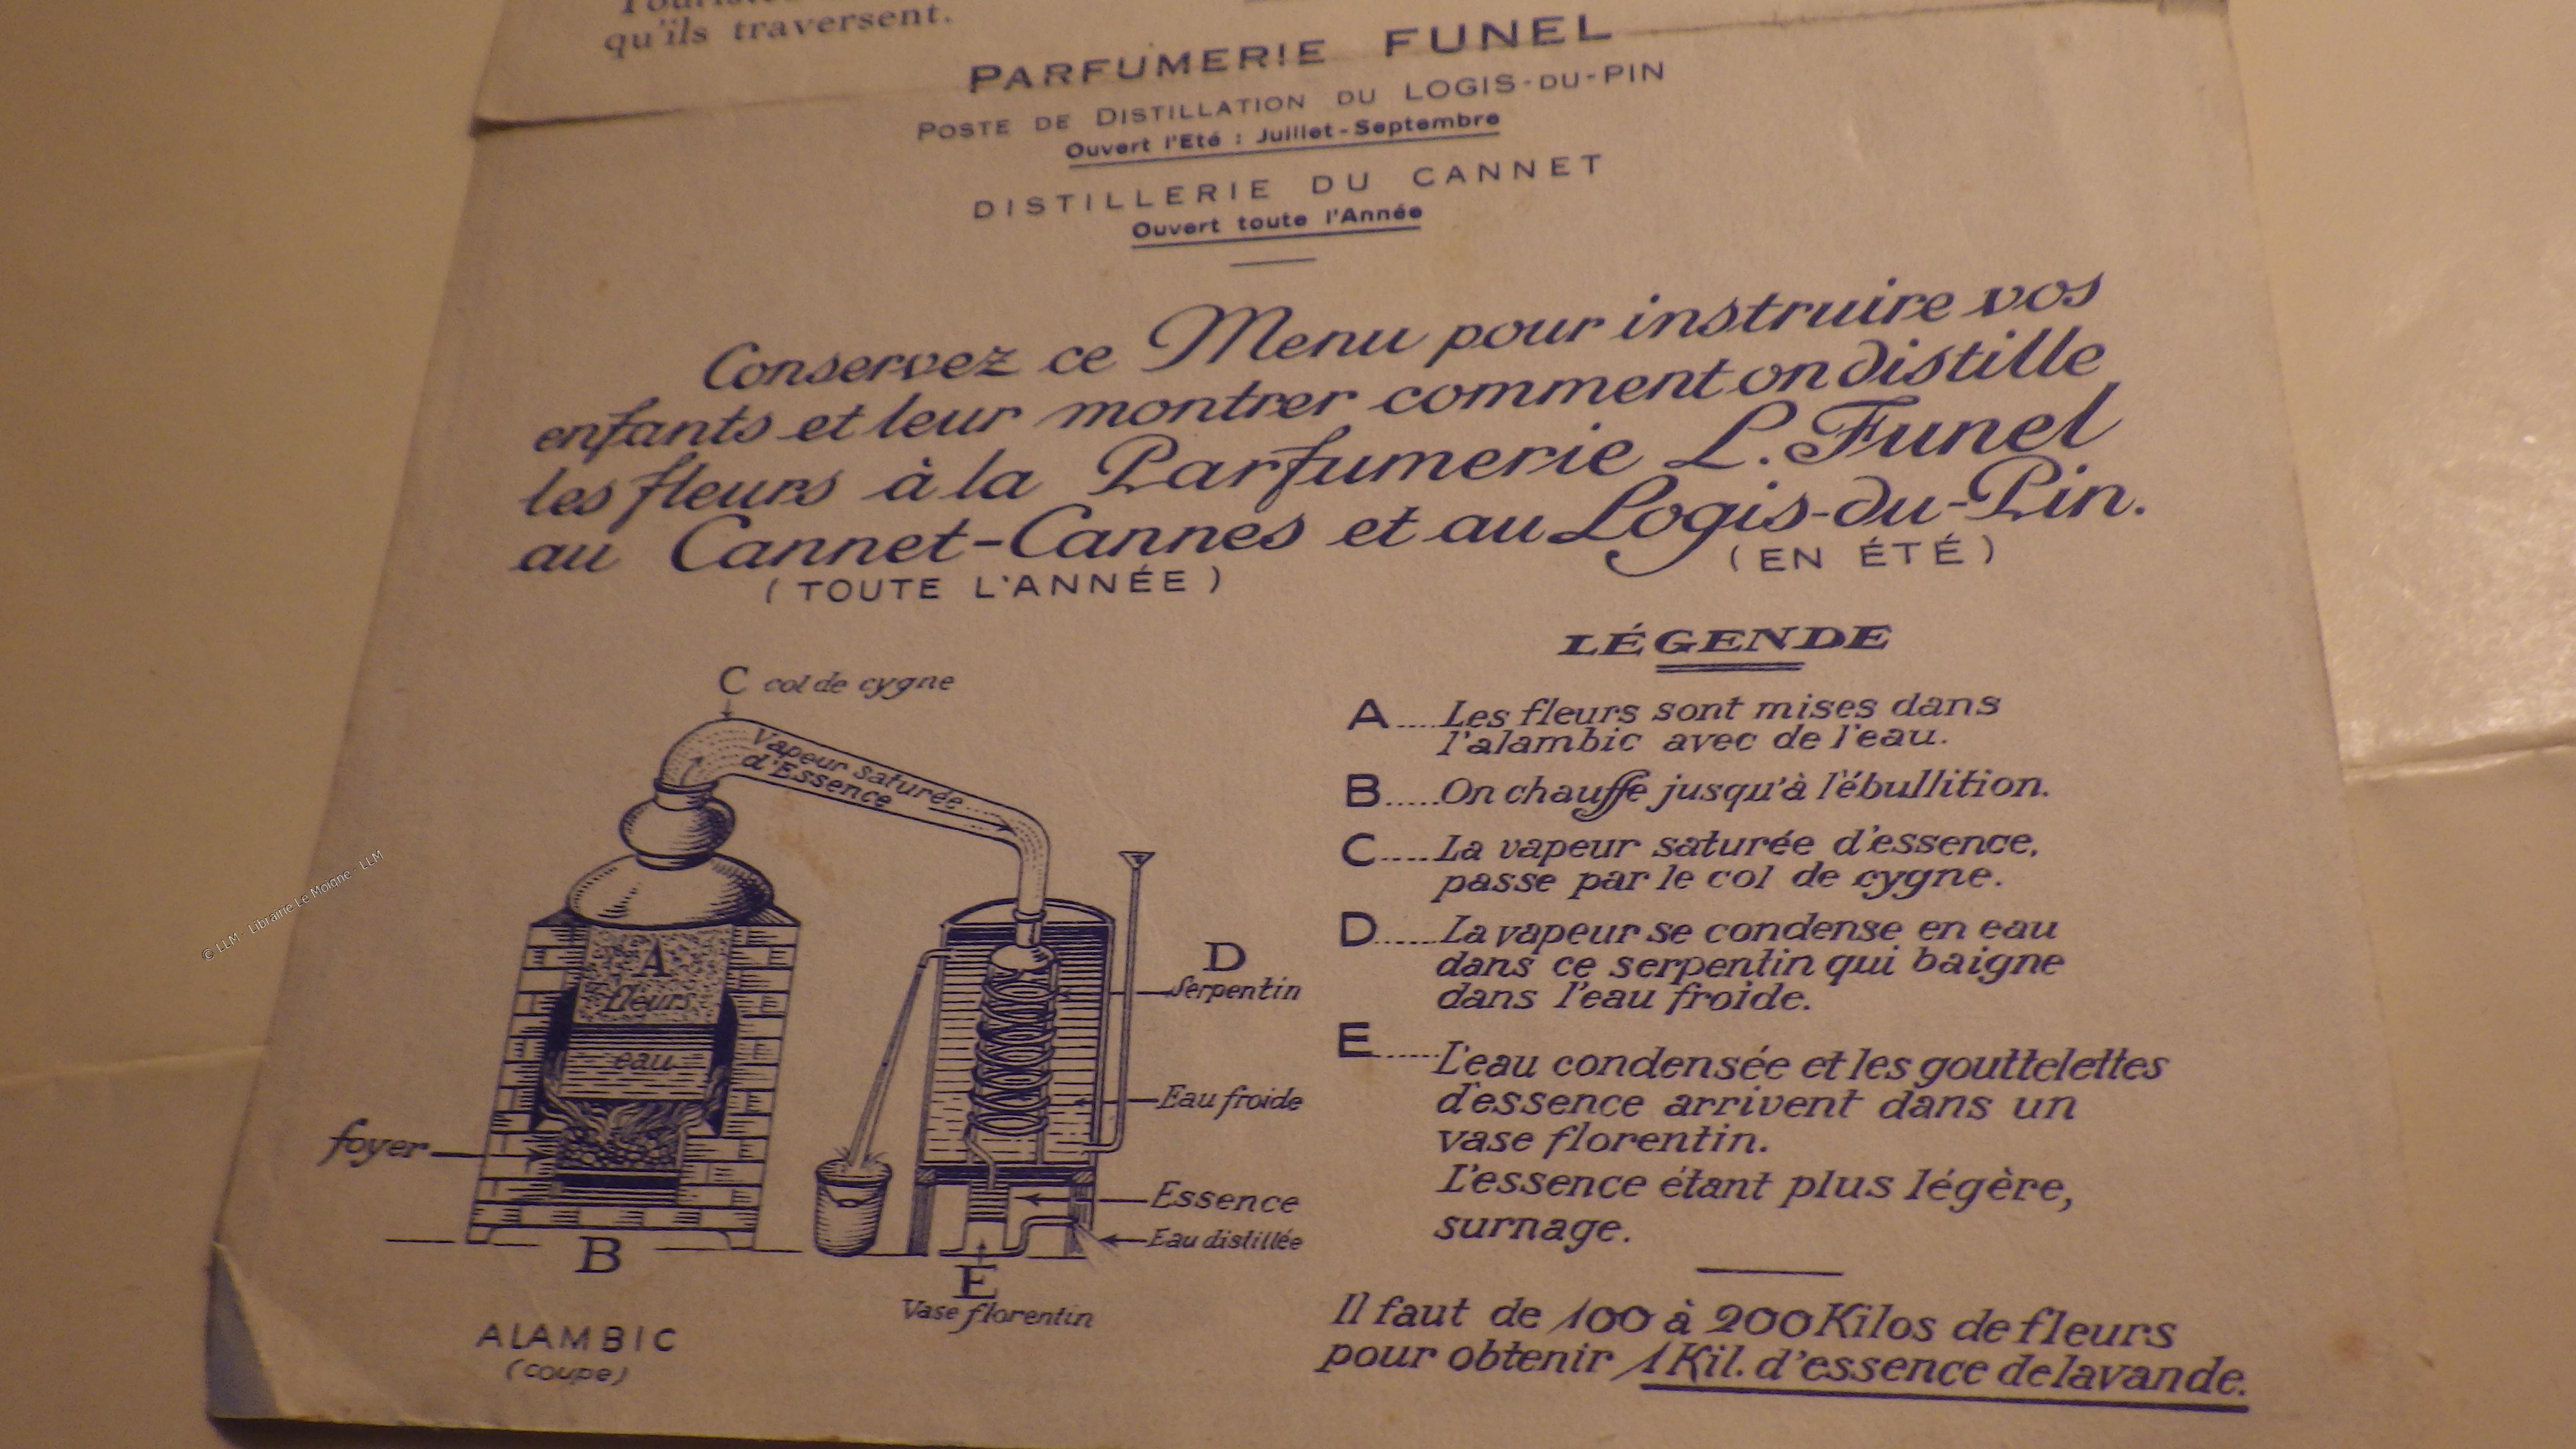 qu'ils traversent.
PARFUMERIE FUNEL
POSTE DE DISTILLATION DU LOGIS-DU-PIN
Ouvert l'Eté : Juillet-Septembre
DISTILLERIE DU CANNET
Ouvert toute l'Année
Conservez ce Menu pour instruire vos
enfants et leur montrer comment on distille
les fleurs à la Parfumerie L. Funel
au Cannet-Cannes et au Logis-du-Pin.
(TOUTE L'ANNÉE) (EN ÉTÉ)
C col de cygne
Vapeur saturée
d'Essence
A
fleurs
eau
foyer
B
ALAMBIC
(coupe)
D
Serpentin
Eau froide
Essence
Eau distillée
E
Vase florentin
LÉGENDE
A....Les fleurs sont mises dans
l'alambic avec de l'eau.
B.....On chauffe jusqu'à l'ébullition.
C.....La vapeur saturée d'essence,
passe par le col de cygne.
D......La vapeur se condense en eau
dans ce serpentin qui baigne
dans l'eau froide.
E......L'eau condensée et les gouttelettes
d'essence arrivent dans un
vase florentin.
L'essence étant plus légère,
surnage.
Il faut de 100 à 200 Kilos de fleurs
pour obtenir 1 Kil. d'essence de lavande.
© LLM - Librairie Le Moigne - LLM